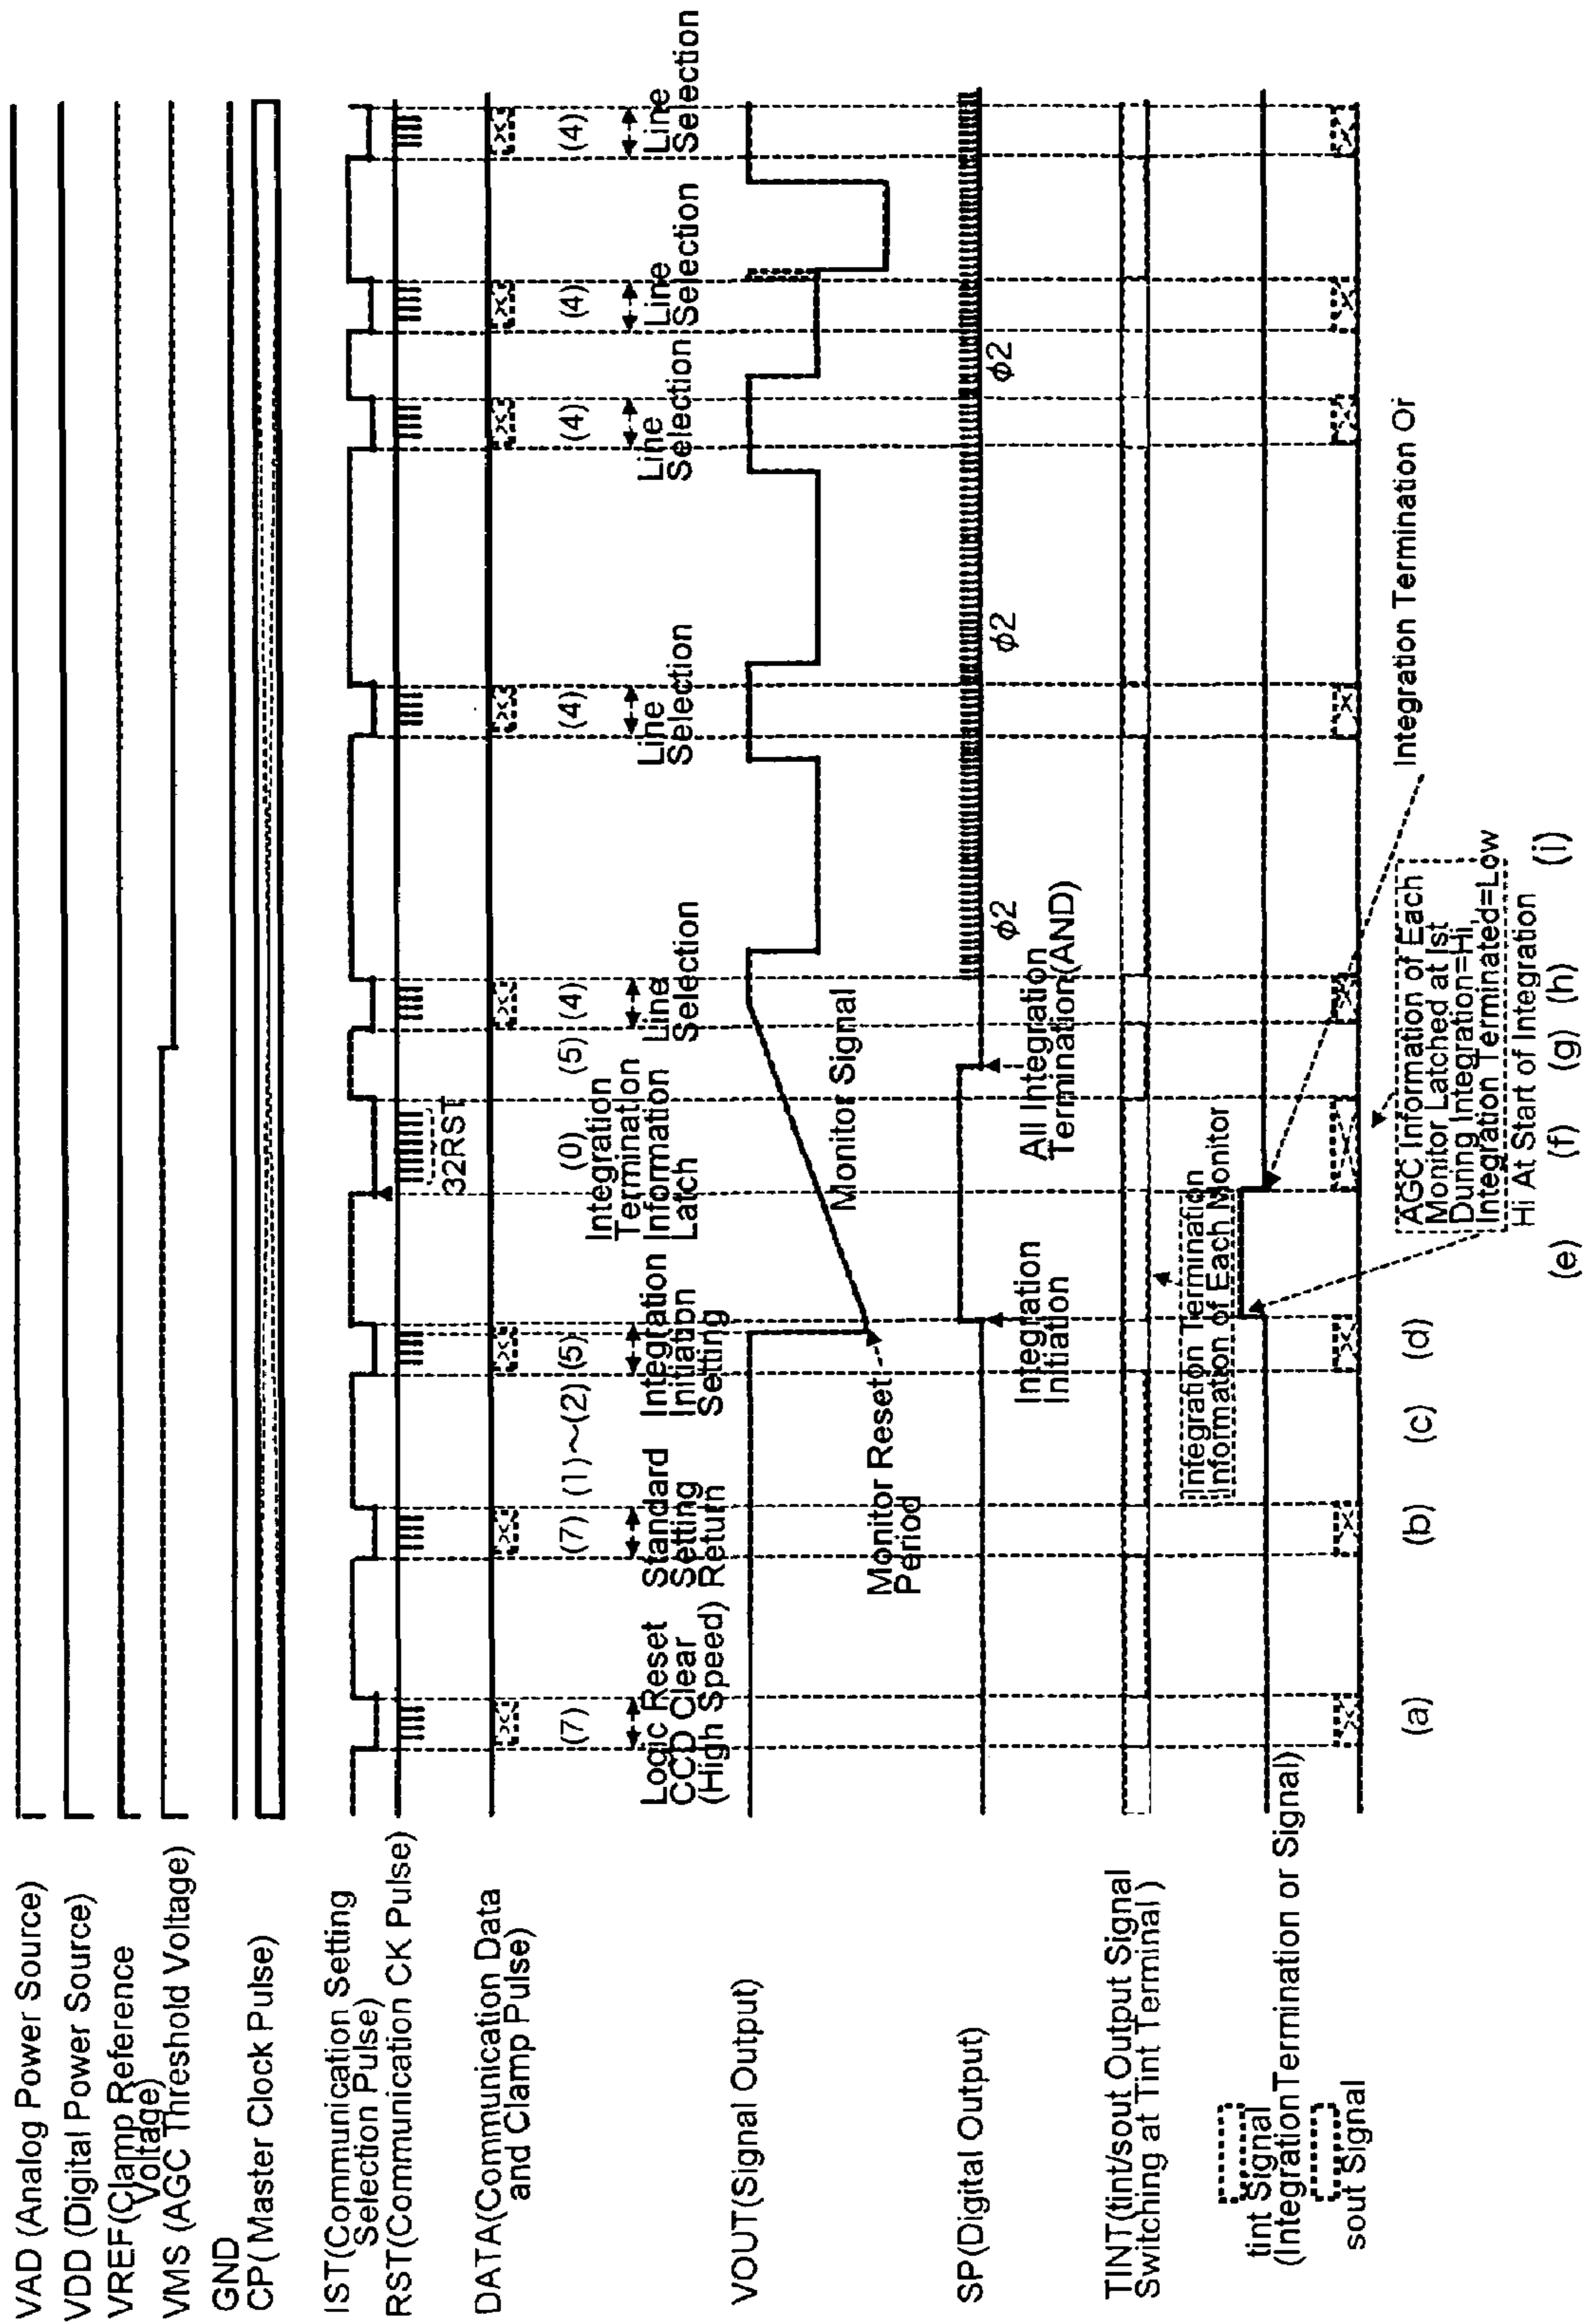 VAD (Analog Power Source)
VDD (Digital Power Source)
VREF(Clamp Reference
Voltage)
VMS (AGC Threshold Voltage)
GND
CP( Master Clock Pulse)
IST(Communication Setting
Selection Pulse)
RST(Communication CK Pulse)
32RST
DATA(Communication Data
and Clamp Pulse)
(7)
(7)
(1)~(2)
(5)
(0)
(5)
(4)
(4)
(4)
(4)
(4)
Logic Reset
CCD Clear
(High Speed)
Standard
Setting
Return
Integration
Initiation
Setting
Integration
Termination
Information
Latch
Line
Selection
Line
Selection
Line
Selection
Line
Selection
Line
Selection
VOUT(Signal Output)
Monitor Reset
Period
Monitor Signal
SP(Digital Output)
Integration
Initiation
All Integration
Termination(AND)
ϕ2
ϕ2
ϕ2
TINT(tint/sout Output Signal
Switching at Tint Terminal )
Integration Termination
Information of Each Monitor
tint Signal
(IntegrationTermination or Signal)
sout Signal
Integration Termination Or
AGC Information of Each
Monitor Latched at Ist
During Integration=Hi,
Integration Terminated=Low
Hi At Start of Integration
(a)
(b)
(c)
(d)
(e)
(f)
(g)
(h)
(i)